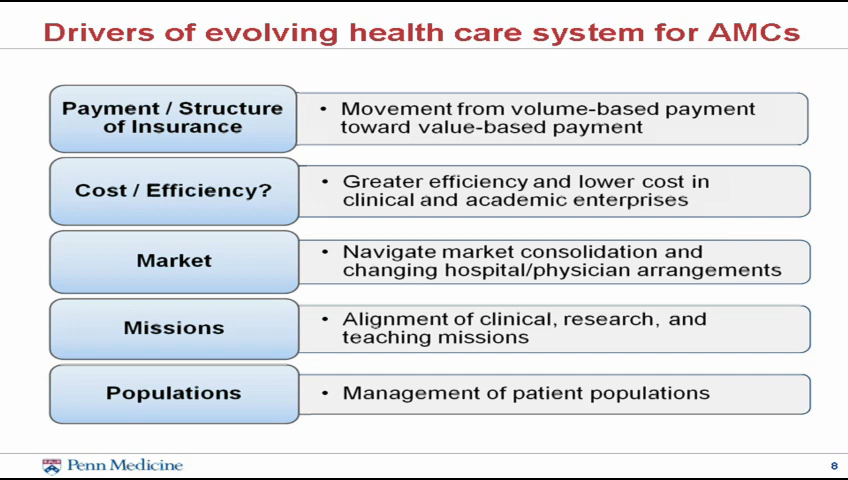 Drivers of evolving health care system for AMCs
Payment / Structure
of Insurance
• Movement from volume-based payment
toward value-based payment
Cost / Efficiency?
• Greater efficiency and lower cost in
clinical and academic enterprises
Market
• Navigate market consolidation and
changing hospital/physician arrangements
Missions
• Alignment of clinical, research, and
teaching missions
Populations
• Management of patient populations
Penn Medicine
8